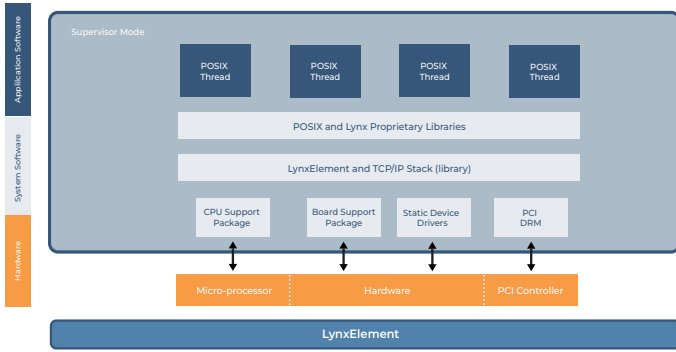 Appllication Software
System Software
Hardware
Supervisor Mode
POSIX
Thread
POSIX
Thread
POSIX
Thread
POSIX
Thread
POSIX and Lynx Proprietary Libraries
LynxElement and TCP/IP Stack (library)
CPU Support
Package
Board Support
Package
Static Device
Drivers
PCI
DRM
Micro-processor
Hardware
PCI Controller
LynxElement